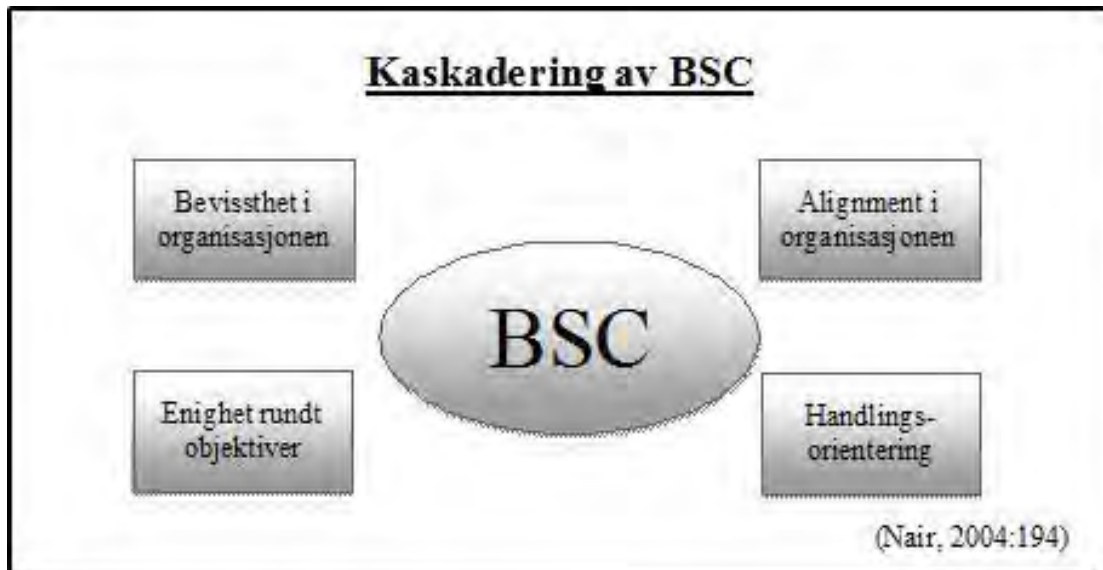 Kaskadering av BSC
Bevissthet i
organisasjonen
Alignment i
organisasjonen
BSC
Enighet rundt
objektiver
Handlings-
orientering
(Nair, 2004:194)